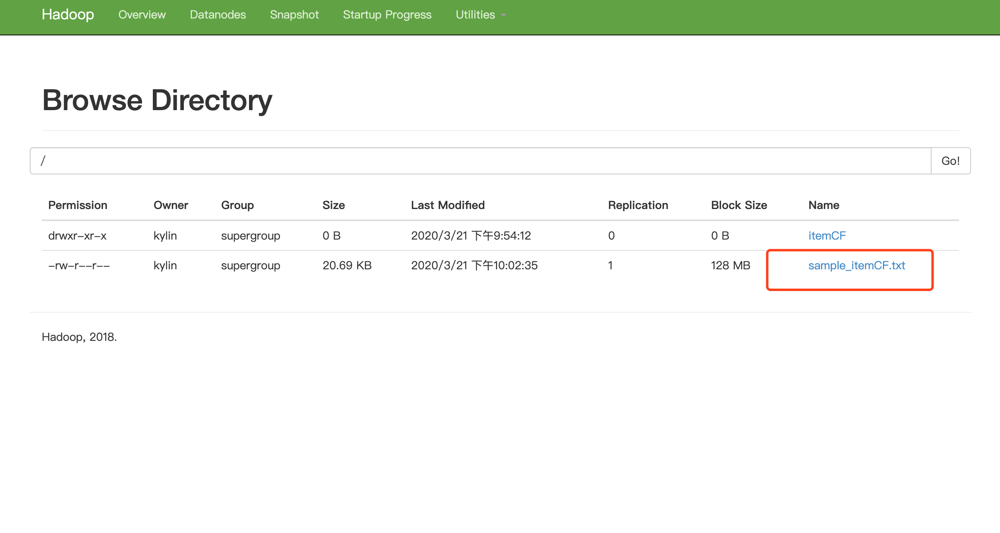 Hadoop Overview Datanodes Snapshot Startup Progress Utilities
Browse Directory
/ Go!
Permission Owner Group Size Last Modified Replication Block Size Name
drwxr-xr-x kylin supergroup 0 B 2020/3/21 下午9:54:12 0 0 B itemCF
-rw-r--r-- kylin supergroup 20.69 KB 2020/3/21 下午10:02:35 1 128 MB sample_itemCF.txt
Hadoop, 2018.